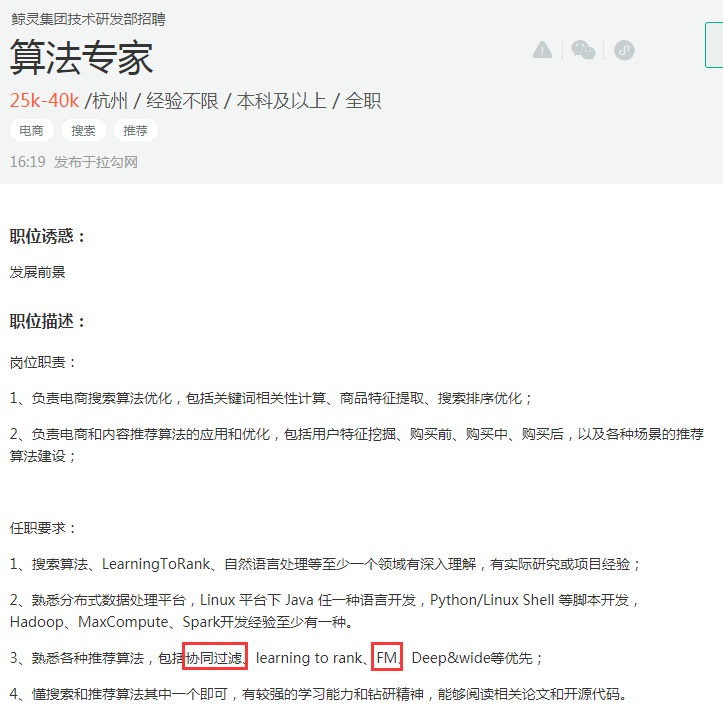 鲸灵集团技术研发部招聘
算法专家
25k-40k /杭州 / 经验不限 / 本科及以上 / 全职
电商 搜索 推荐
16:19 发布于拉勾网
职位诱惑：
发展前景
职位描述：
岗位职责：
1、负责电商搜索算法优化，包括关键词相关性计算、商品特征提取、搜索排序优化；
2、负责电商和内容推荐算法的应用和优化，包括用户特征挖掘、购买前、购买中、购买后，以及各种场景的推荐
算法建设；
任职要求：
1、搜索算法、LearningToRank、自然语言处理等至少一个领域有深入理解，有实际研究或项目经验；
2、熟悉分布式数据处理平台，Linux 平台下 Java 任一种语言开发，Python/Linux Shell 等脚本开发，
Hadoop、MaxCompute、Spark开发经验至少有一种。
3、熟悉各种推荐算法，包括协同过滤、learning to rank、FM、Deep&wide等优先；
4、懂搜索和推荐算法其中一个即可，有较强的学习能力和钻研精神，能够阅读相关论文和开源代码。